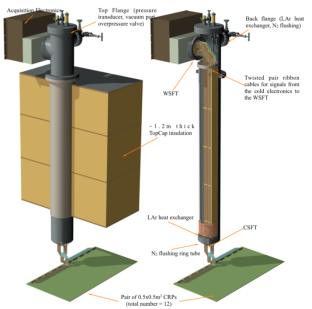 Acquisition Electronics
Top Flange (pressure
transducer, vacuum port
overpressure valve)
Back flange (LAr heat
exchanger, N₂ flushing)
WSFT
Twisted pair ribbon
cables for signals from
the cold electronics to
the WSFT
~ 1.2m thick
TopCap insulation
LAr heat exchanger
CSFT
N₂ flushing ring tube
Pair of 0.5x0.5m² CRPs
(total number = 12)